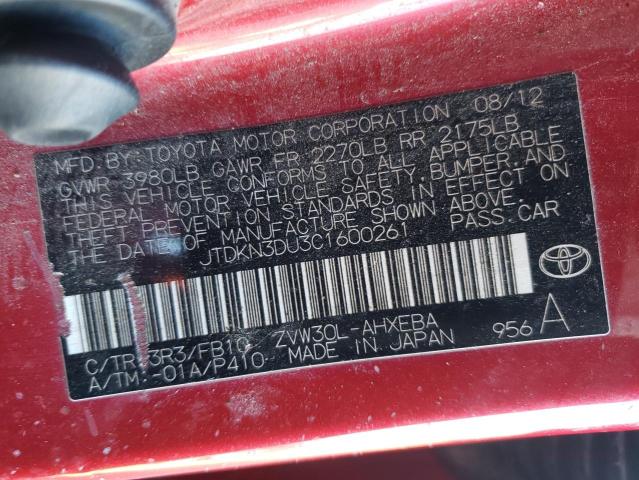 MFD. BY: TOYOTA MOTOR CORPORATION 08/12
GVWR 3980LB GAWR FR 2270LB RR 2175LB
THIS VEHICLE CONFORMS TO ALL APPLICABLE
FEDERAL MOTOR VEHICLE SAFETY, BUMPER, AND
THEFT PREVENTION STANDARDS IN EFFECT ON
THE DATE OF MANUFACTURE SHOWN ABOVE.
JTDKN3DU3C1600261 PASS. CAR
C/TR: 3R3/FB10 ZVW30L-AHXEBA
A/TM: -01A/P410 MADE IN JAPAN 956 A